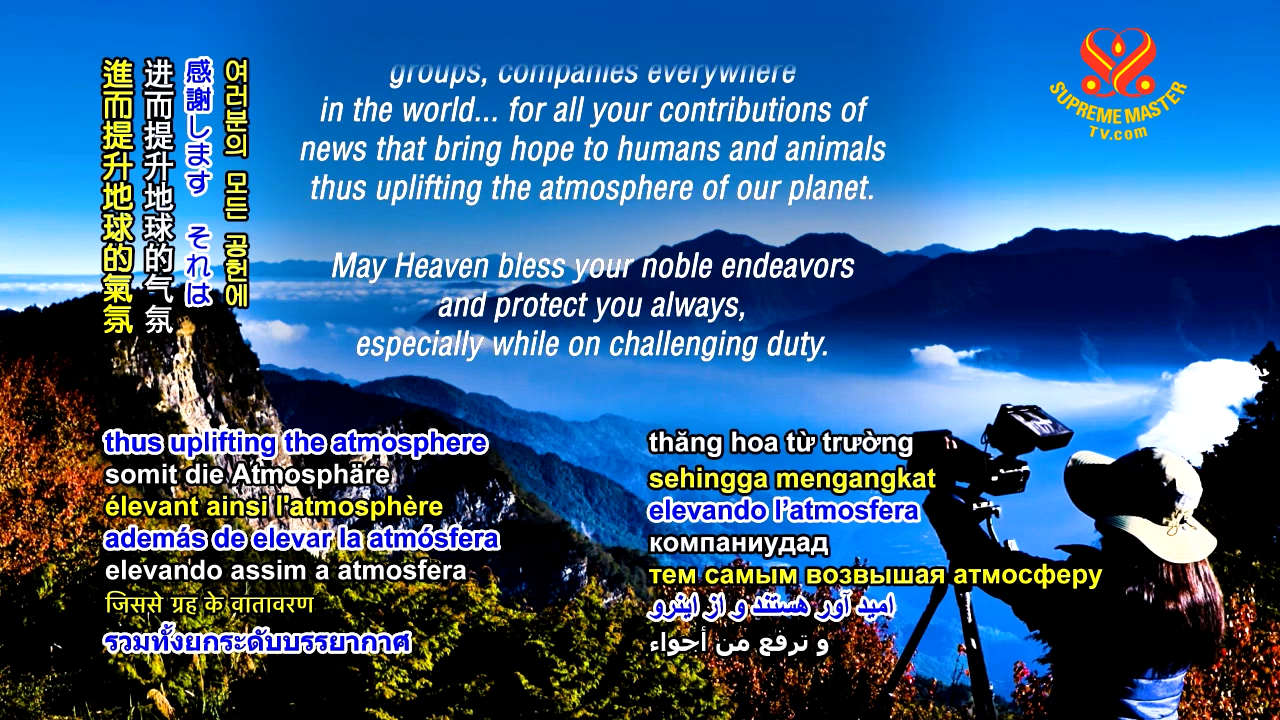 進而提升地球的氣氛
进而提升地球的气氛
感謝します それは
여러분의 모든 공헌에
groups, companies everywhere
in the world... for all your contributions of
news that bring hope to humans and animals
thus uplifting the atmosphere of our planet.
May Heaven bless your noble endeavors
and protect you always,
especially while on challenging duty.
SUPREME MASTER
TV.com
thus uplifting the atmosphere
somit die Atmosphäre
élevant ainsi l'atmosphère
además de elevar la atmósfera
elevando assim a atmosfera
जिससे ग्रह के वातावरण
รวมทั้งยกระดับบรรยากาศ
thăng hoa từ trường
sehingga mengangkat
elevando l'atmosfera
компаниудад
тем самым возвышая атмосферу
امید آور هستند و از اینرو
و ترفع من أجواء